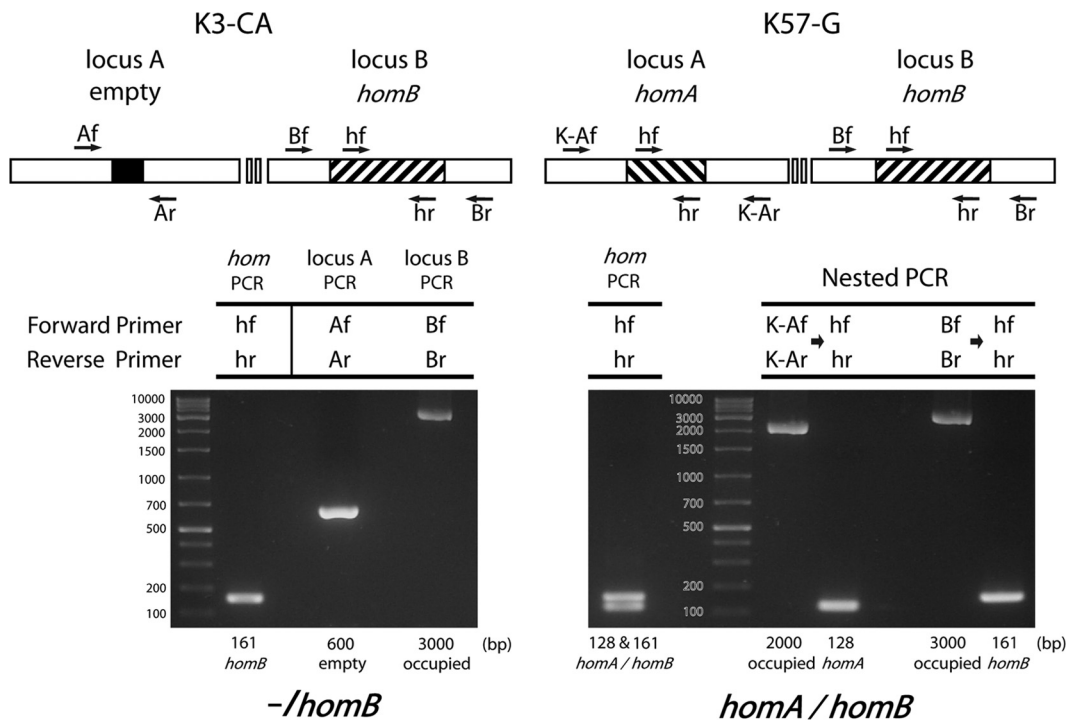 K3-CA
locus A
empty
locus B
homB
Af
Ar
Bf
hf
hr
Br
K57-G
locus A
homA
locus B
homB
K-Af
hf
hr
K-Ar
Bf
hf
hr
Br
hom
PCR
locus A
PCR
locus B
PCR
Forward Primer
hf
Af
Bf
Reverse Primer
hr
Ar
Br
10000
3000
2000
1500
1000
700
500
200
100
161
homB
600
empty
3000
occupied
(bp)
-/homB
hom
PCR
Nested PCR
hf
K-Af
hf
Bf
hf
hr
K-Ar
hr
Br
hr
10000
3000
2000
1500
1000
700
500
200
100
128 & 161
homA / homB
2000
occupied
128
homA
3000
occupied
161
homB
(bp)
homA / homB